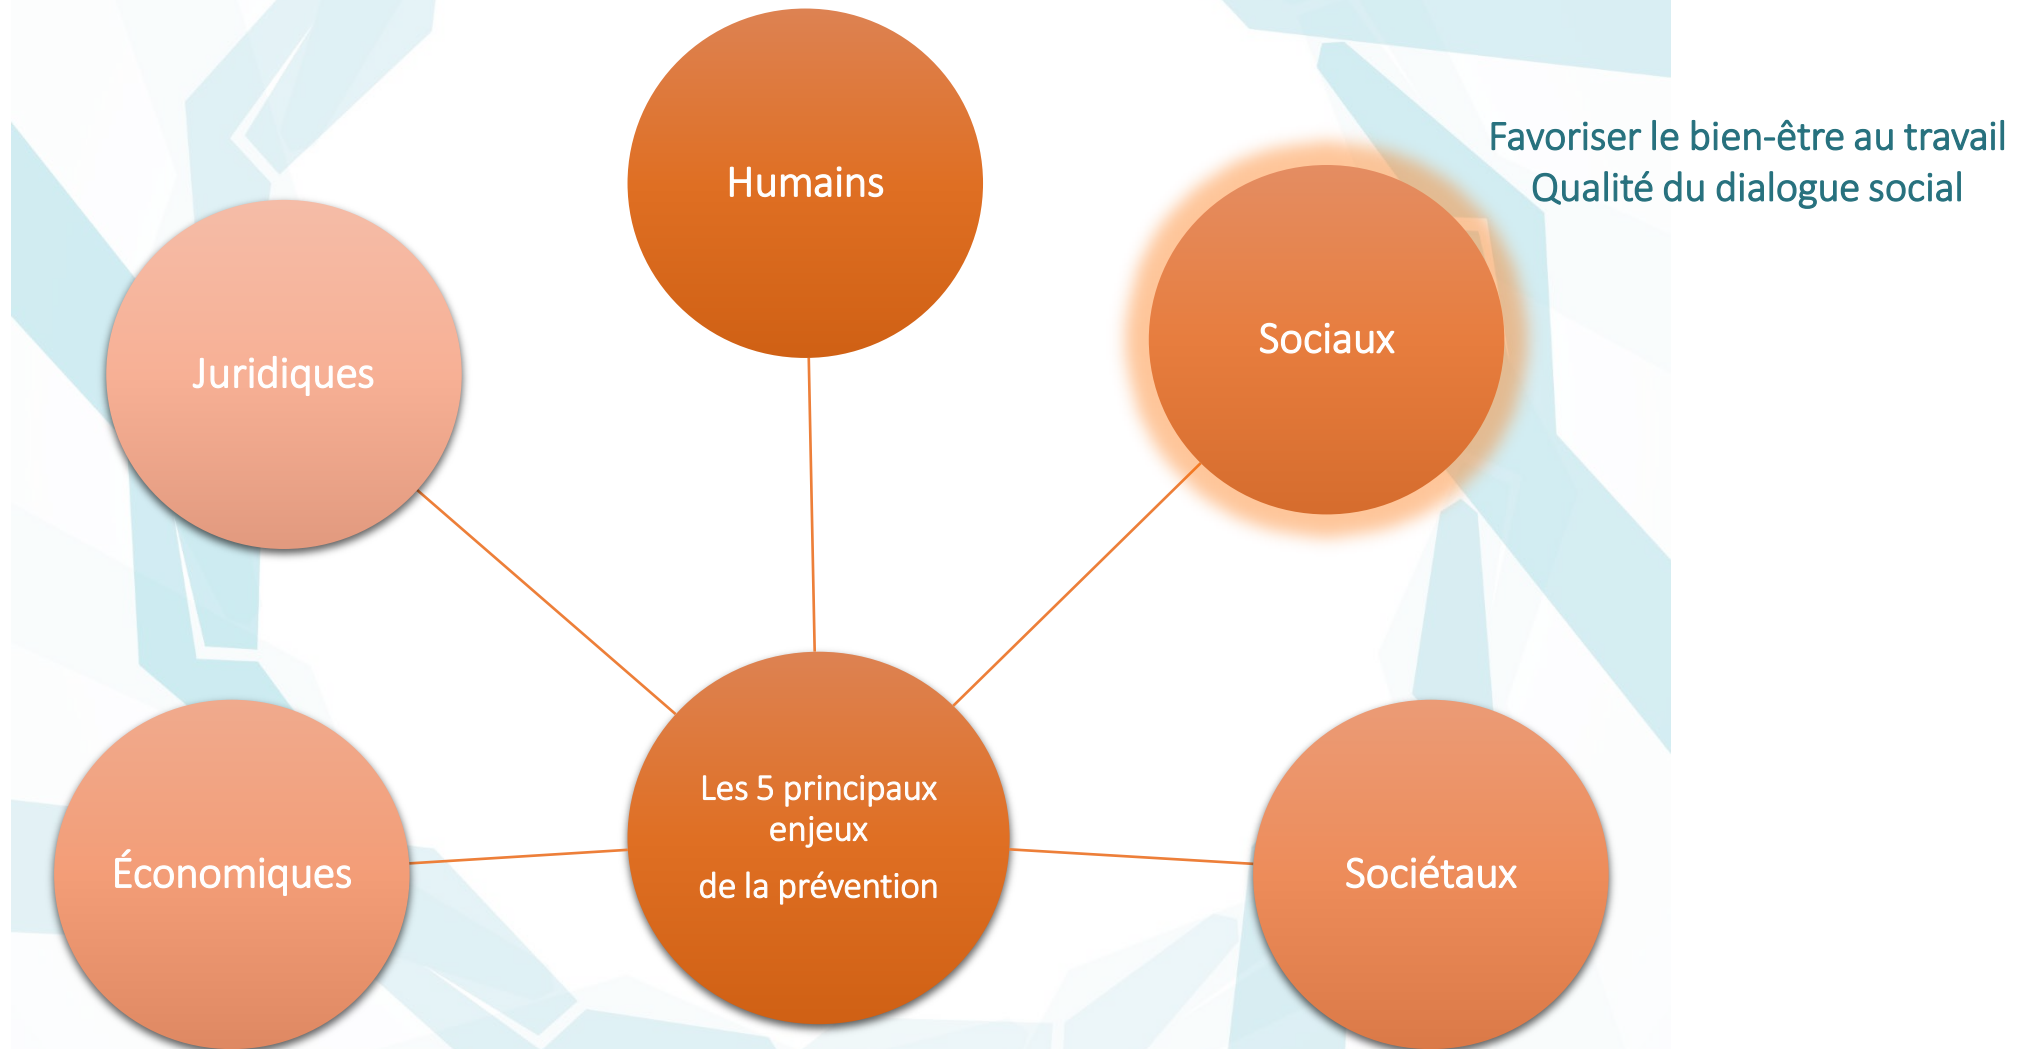 Humains
Favoriser le bien-être au travail
Qualité du dialogue social
Sociaux
Juridiques
Les 5 principaux
enjeux
de la prévention
Économiques
Sociétaux